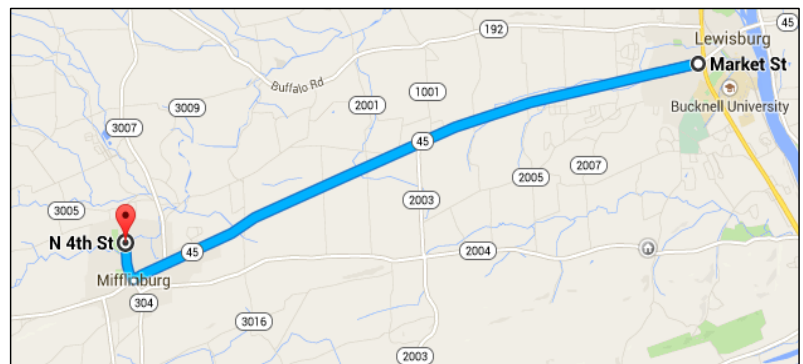 192
45
Lewisburg
Market St
Buffalo Rd
1001
2001
3009
Bucknell University
3007
45
2007
2005
2003
3005
N 4th St
45
2004
Mifflinburg
304
3016
2003